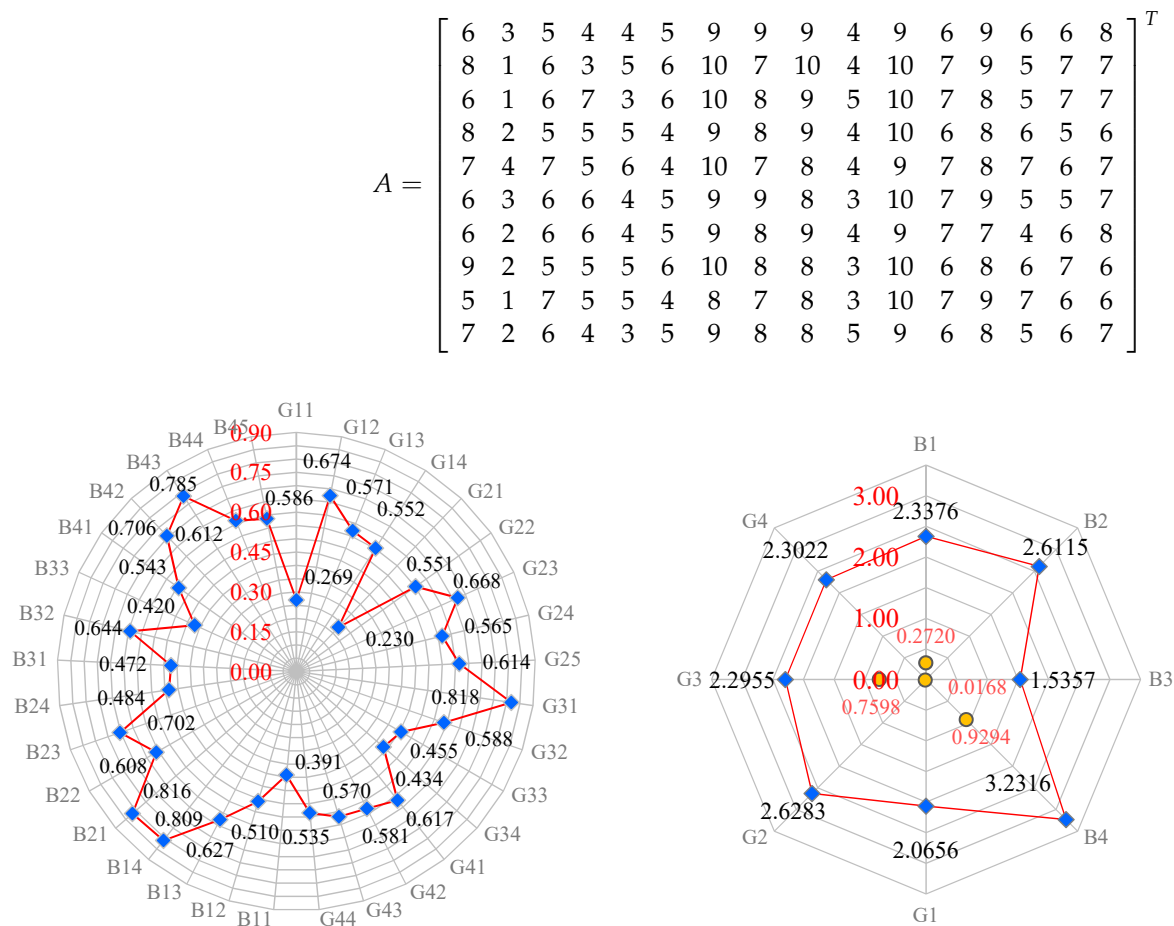 A = [ 6 3 5 4 4 5 9 9 9 4 9 6 9 6 6 8 ] T
8 1 6 3 5 6 10 7 10 4 10 7 9 5 7 7
6 1 6 7 3 6 10 8 9 5 10 7 8 5 7 7
8 2 5 5 5 4 9 8 9 4 10 6 8 6 5 6
7 4 7 5 6 4 10 7 8 4 9 7 8 7 6 7
6 3 6 6 4 5 9 9 8 3 10 7 9 5 5 7
6 2 6 6 4 5 9 8 9 4 9 7 7 4 6 8
9 2 5 5 5 6 10 8 8 3 10 6 8 6 7 6
5 1 7 5 5 4 8 7 8 3 10 7 9 7 6 6
7 2 6 4 3 5 9 8 8 5 9 6 8 5 6 7
G11
G12
G13
G14
G21
G22
G23
G24
G25
G31
G32
G33
G34
G41
G42
G43
G44
B11
B12
B13
B14
B21
B22
B23
B24
B31
B32
B33
B41
B42
B43
B44
B45
0.90
0.75
0.60
0.45
0.30
0.15
0.00
0.269
0.674
0.571
0.552
0.230
0.551
0.668
0.565
0.614
0.818
0.588
0.455
0.434
0.617
0.581
0.570
0.535
0.391
0.510
0.627
0.809
0.816
0.608
0.702
0.484
0.472
0.644
0.420
0.543
0.706
0.785
0.612
0.586
B1
B2
B3
B4
G1
G2
G3
G4
3.00
2.00
1.00
0.00
2.3376
2.6115
1.5357
3.2316
2.0656
2.6283
2.2955
2.3022
0.2720
0.0168
0.9294
0.7598